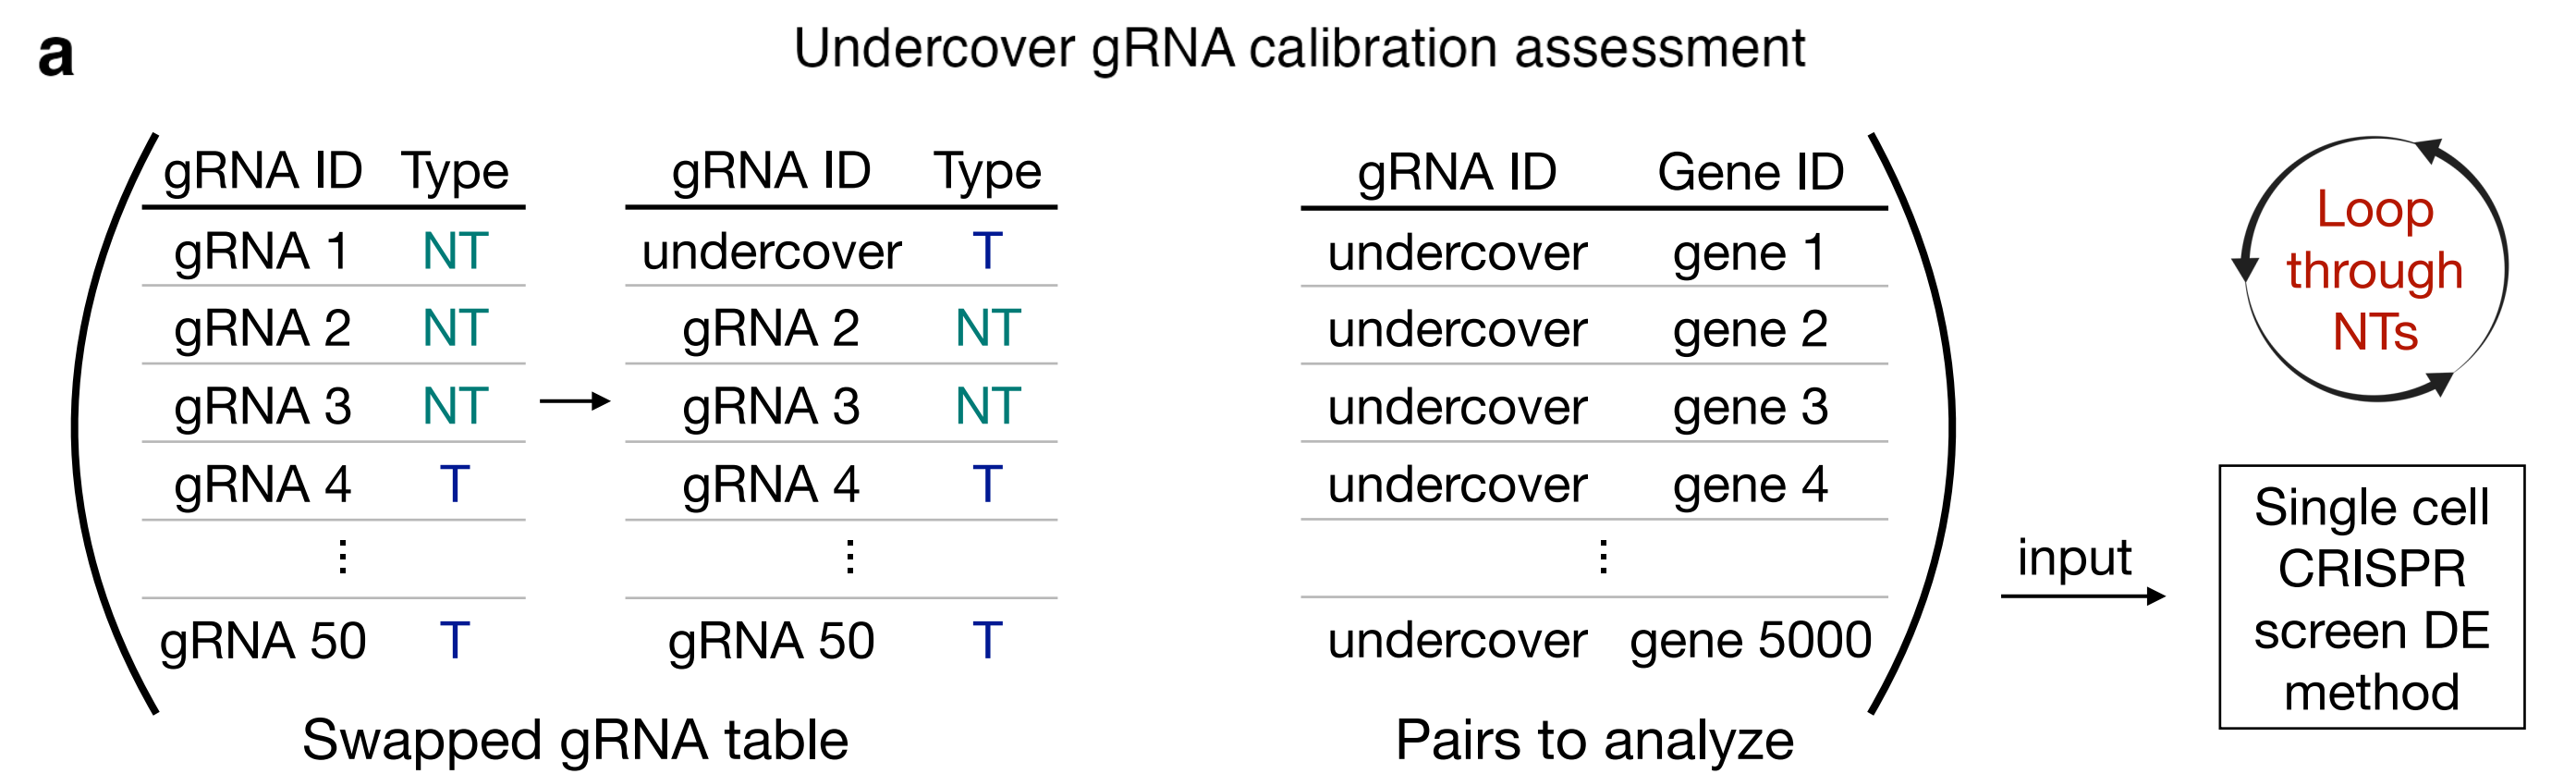 a
Undercover gRNA calibration assessment
gRNA ID Type
gRNA 1 NT
gRNA 2 NT
gRNA 3 NT
gRNA 4 T
⋮
gRNA 50 T
gRNA ID Type
undercover T
gRNA 2 NT
gRNA 3 NT
gRNA 4 T
⋮
gRNA 50 T
Swapped gRNA table
gRNA ID Gene ID
undercover gene 1
undercover gene 2
undercover gene 3
undercover gene 4
⋮
undercover gene 5000
Pairs to analyze
input
Loop
through
NTs
Single cell
CRISPR
screen DE
method